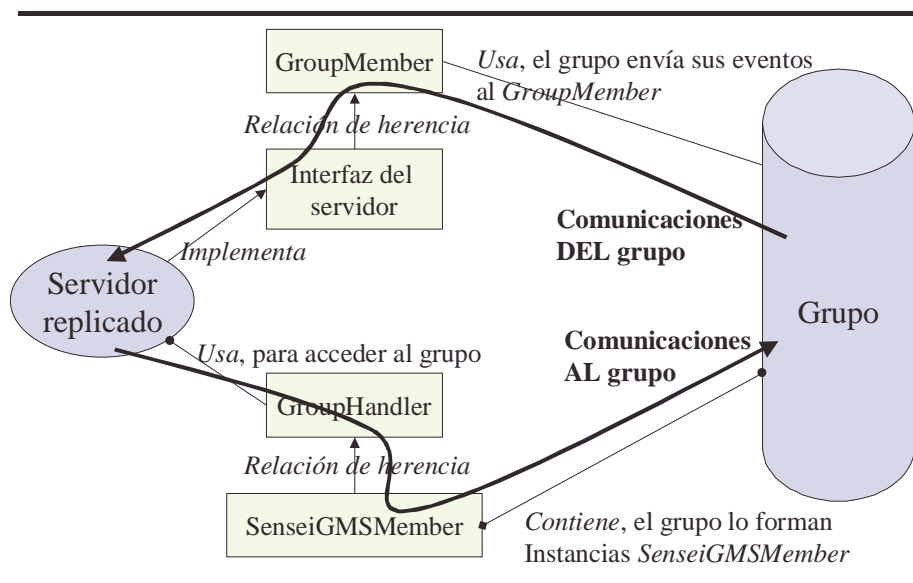 GroupMember
Usa, el grupo envía sus eventos
al GroupMember
Relación de herencia
Interfaz del
servidor
Implementa
Comunicaciones
DEL grupo
Servidor
replicado
Grupo
Usa, para acceder al grupo
Comunicaciones
AL grupo
GroupHandler
Relación de herencia
SenseiGMSMember
Contiene, el grupo lo forman
Instancias SenseiGMSMember